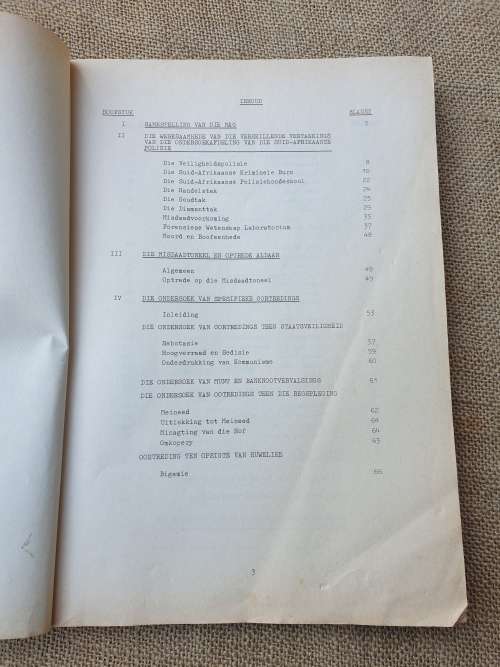 INHOUD
HOOFSTUK BLADSY
I SAMESTELLING VAN DIE MAG 5
II DIE WERKSAAMHEDE VAN DIE VERSKILLENDE VERTAKKINGS
VAN DIE ONDERSOEKAFDELING VAN DIE SUID-AFRIKAANSE
POLISIE
Die Veiligheidspolisie 8
Die Suid-Afrikaanse Kriminele Buro
Die Suid-Afrikaanse Polisiehondeskool 22
Die Handelstak 24
Die Goudtak 25
Die Diamanttak 25
Misdaadvoorkoming 35
Forensiese Wetenskap Laboratorium 37
Moord en Roofeenhede 48
III DIE MISDAADTONEEL EN OPTREDE ALDAAR
Algemeen 49
Optrede op die Misdaadtoneel 49
IV DIE ONDERSOEK VAN SPESIFIEKE OORTREDINGS
Inleiding 53
DIE ONDERSOEK VAN OORTREDINGS TEEN STAATSVEILIGHEID
Sabotasie 57
Hoogverraad en Sedisie 59
Onderdrukking van Kommunisme 60
DIE ONDERSOEK VAN MUNT EN BANKNOOTVERVALSINGS 61
DIE ONDERSOEK VAN OOTREDINGS TEEN DIE REGSPLEGING
Meineed 62
Uitlokking tot Meineed 64
Minagting van die Hof 64
Omkopery 65
OORTREDING TEN OPSIGTE VAN HUWELIKE
Bigamie 66
3